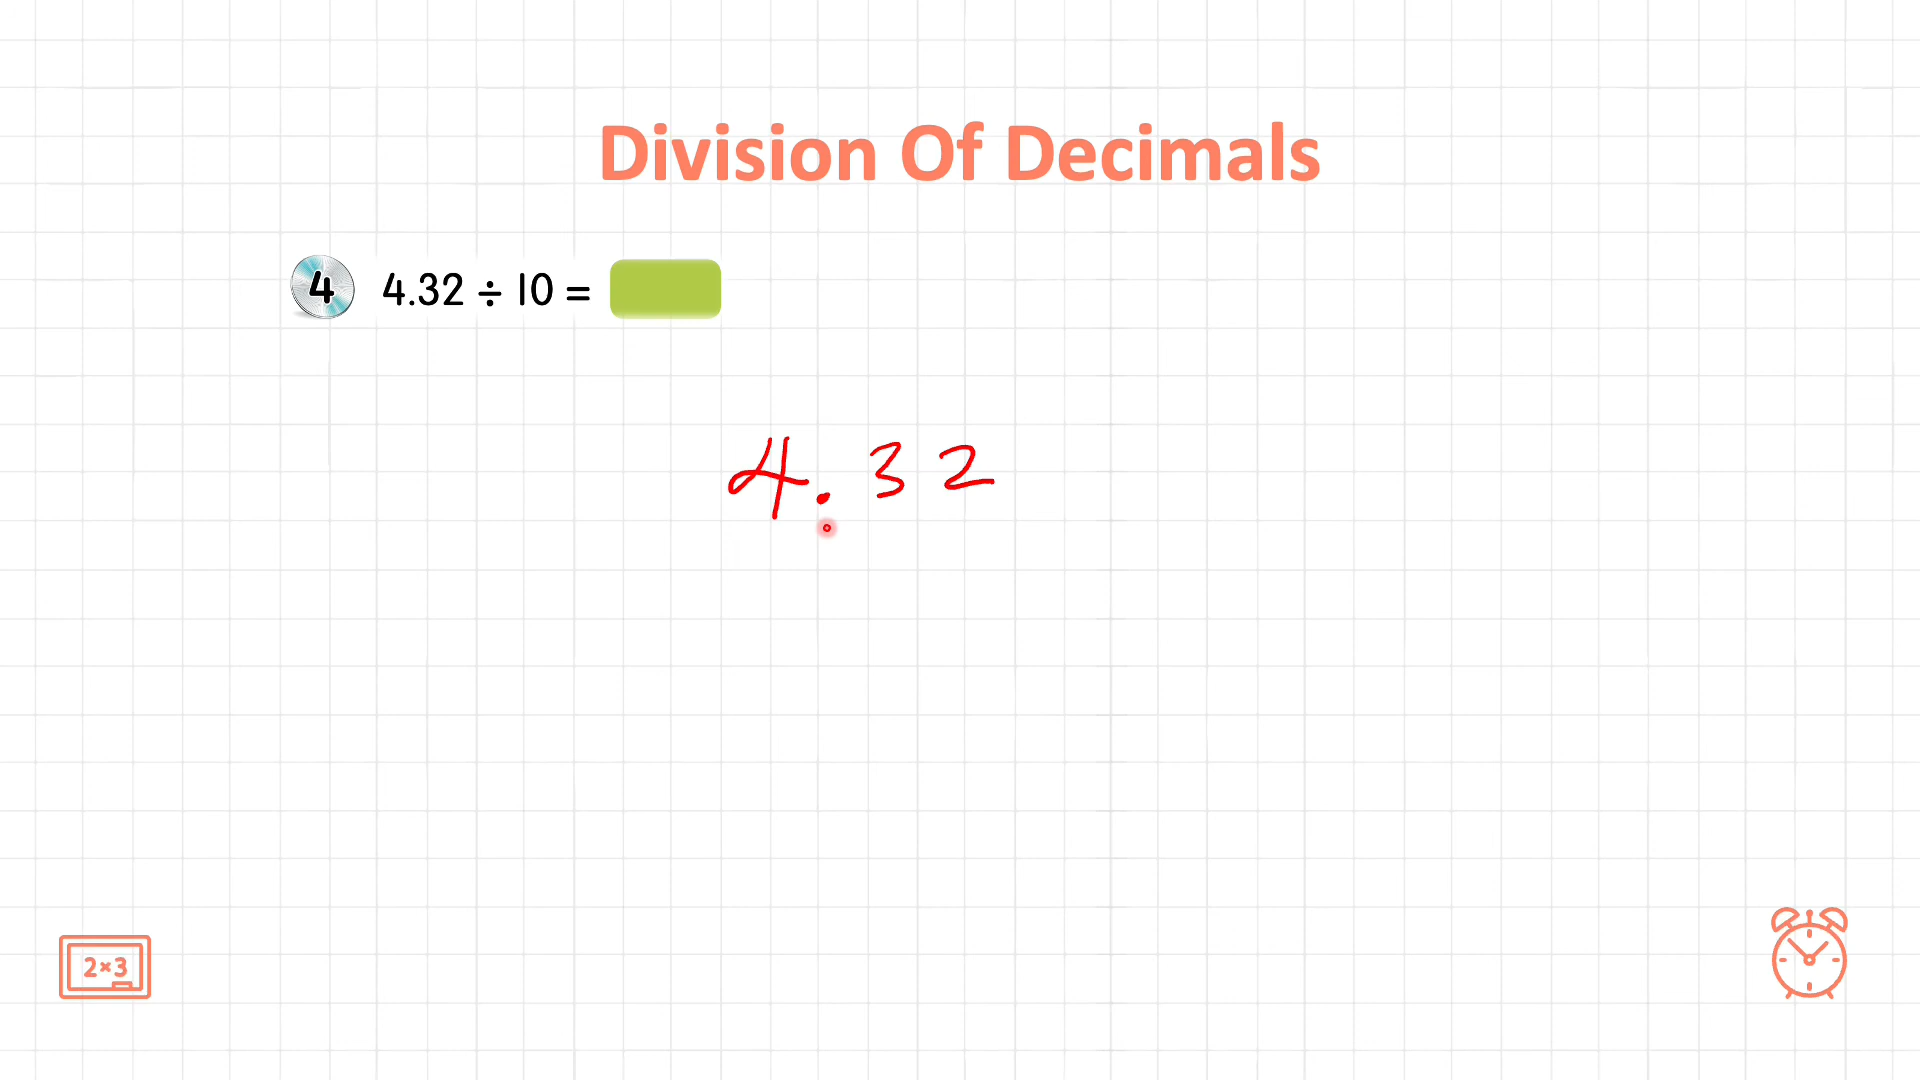 Division Of Decimals
4 4.32 ÷ 10 =
4.32
2×3